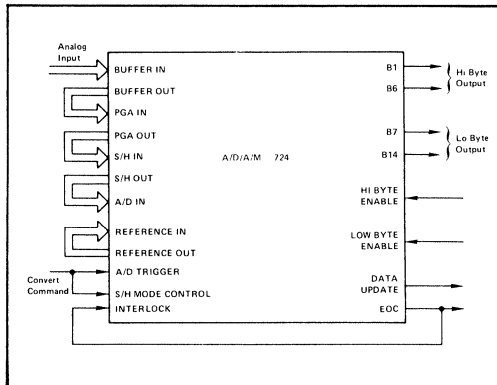 Analog
Input
BUFFER IN
BUFFER OUT
PGA IN
PGA OUT
S/H IN
S/H OUT
A/D IN
REFERENCE IN
REFERENCE OUT
A/D TRIGGER
Convert
Command
S/H MODE CONTROL
INTERLOCK
A/D/A/M 724
B1
B6
Hi Byte
Output
B7
B14
Lo Byte
Output
HI BYTE
ENABLE
LOW BYTE
ENABLE
DATA
UPDATE
EOC